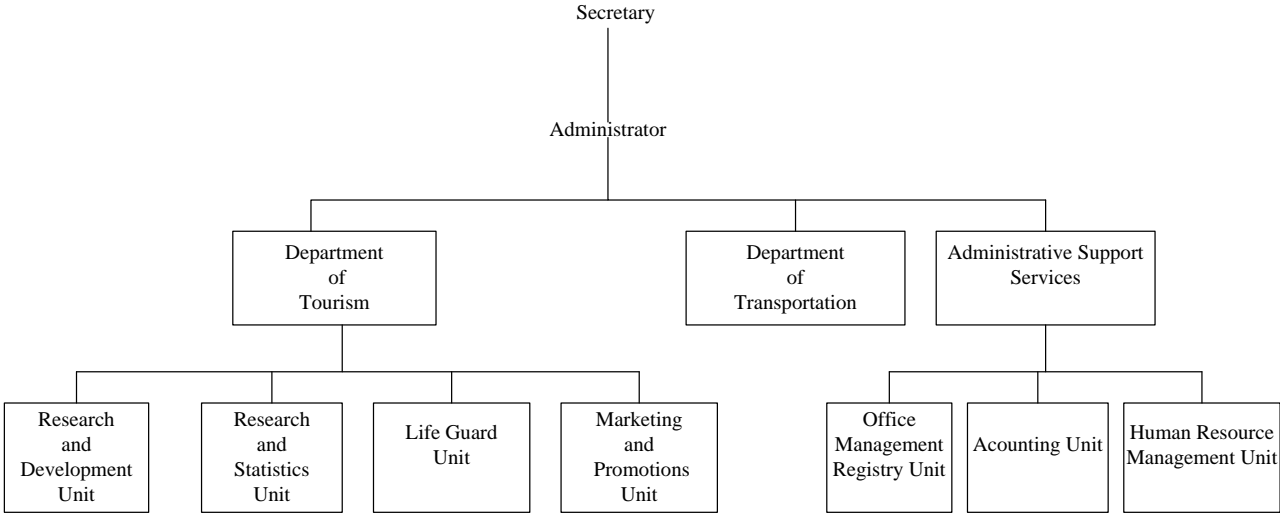 Secretary
Administrator
Department
of
Tourism
Department
of
Transportation
Administrative Support
Services
Research
and
Development
Unit
Research
and
Statistics
Unit
Life Guard
Unit
Marketing
and
Promotions
Unit
Office
Management
Registry Unit
Acounting Unit
Human Resource
Management Unit